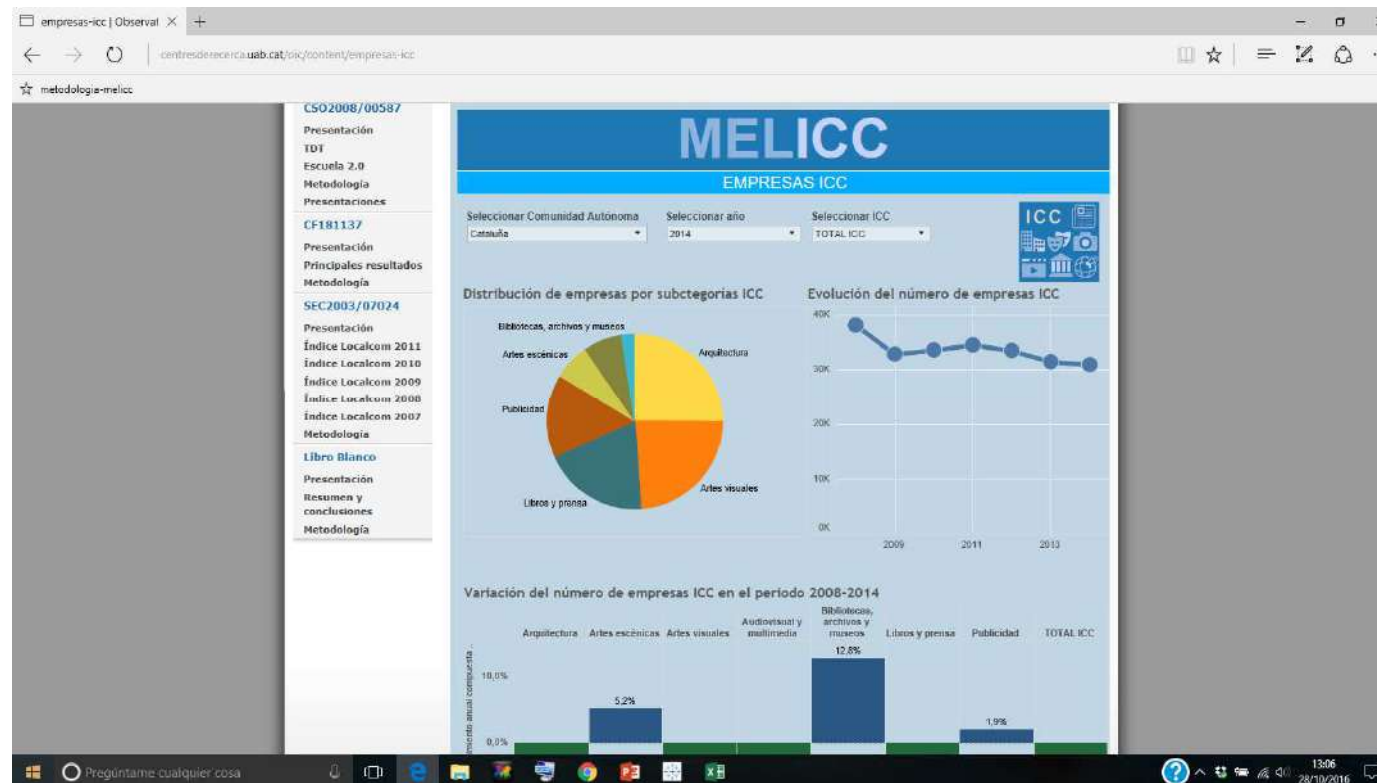 empresas-icc | Observat
centresderecerca.uab.cat/oic/content/empresas-icc
metodologia-melicc
CSO2008/00587
Presentación
TDT
Escuela 2.0
Metodología
Presentaciones
CF181137
Presentación
Principales resultados
Metodología
SEC2003/07024
Presentación
Índice Localcom 2011
Índice Localcom 2010
Índice Localcom 2009
Índice Localcom 2008
Índice Localcom 2007
Metodología
Libro Blanco
Presentación
Resumen y
conclusiones
Metodología
MELICC
EMPRESAS ICC
Seleccionar Comunidad Autónoma
Cataluña
Seleccionar año
2014
Seleccionar ICC
TOTAL ICC
ICC
Distribución de empresas por subctegorías ICC
Bibliotecas, archivos y museos
Artes escénicas
Arquitectura
Publicidad
Artes visuales
Libros y prensa
Evolución del número de empresas ICC
40K
30K
20K
10K
0K
2009 2011 2013
Variación del número de empresas ICC en el periodo 2008-2014
Arquitectura
Artes escénicas
Artes visuales
Audiovisual y
multimedia
Bibliotecas,
archivos y
museos
Libros y prensa
Publicidad
TOTAL ICC
anual compuesta
10,0%
0,0%
5,2%
12,8%
1,9%
Pregúntame cualquier cosa
13:06
28/10/2016